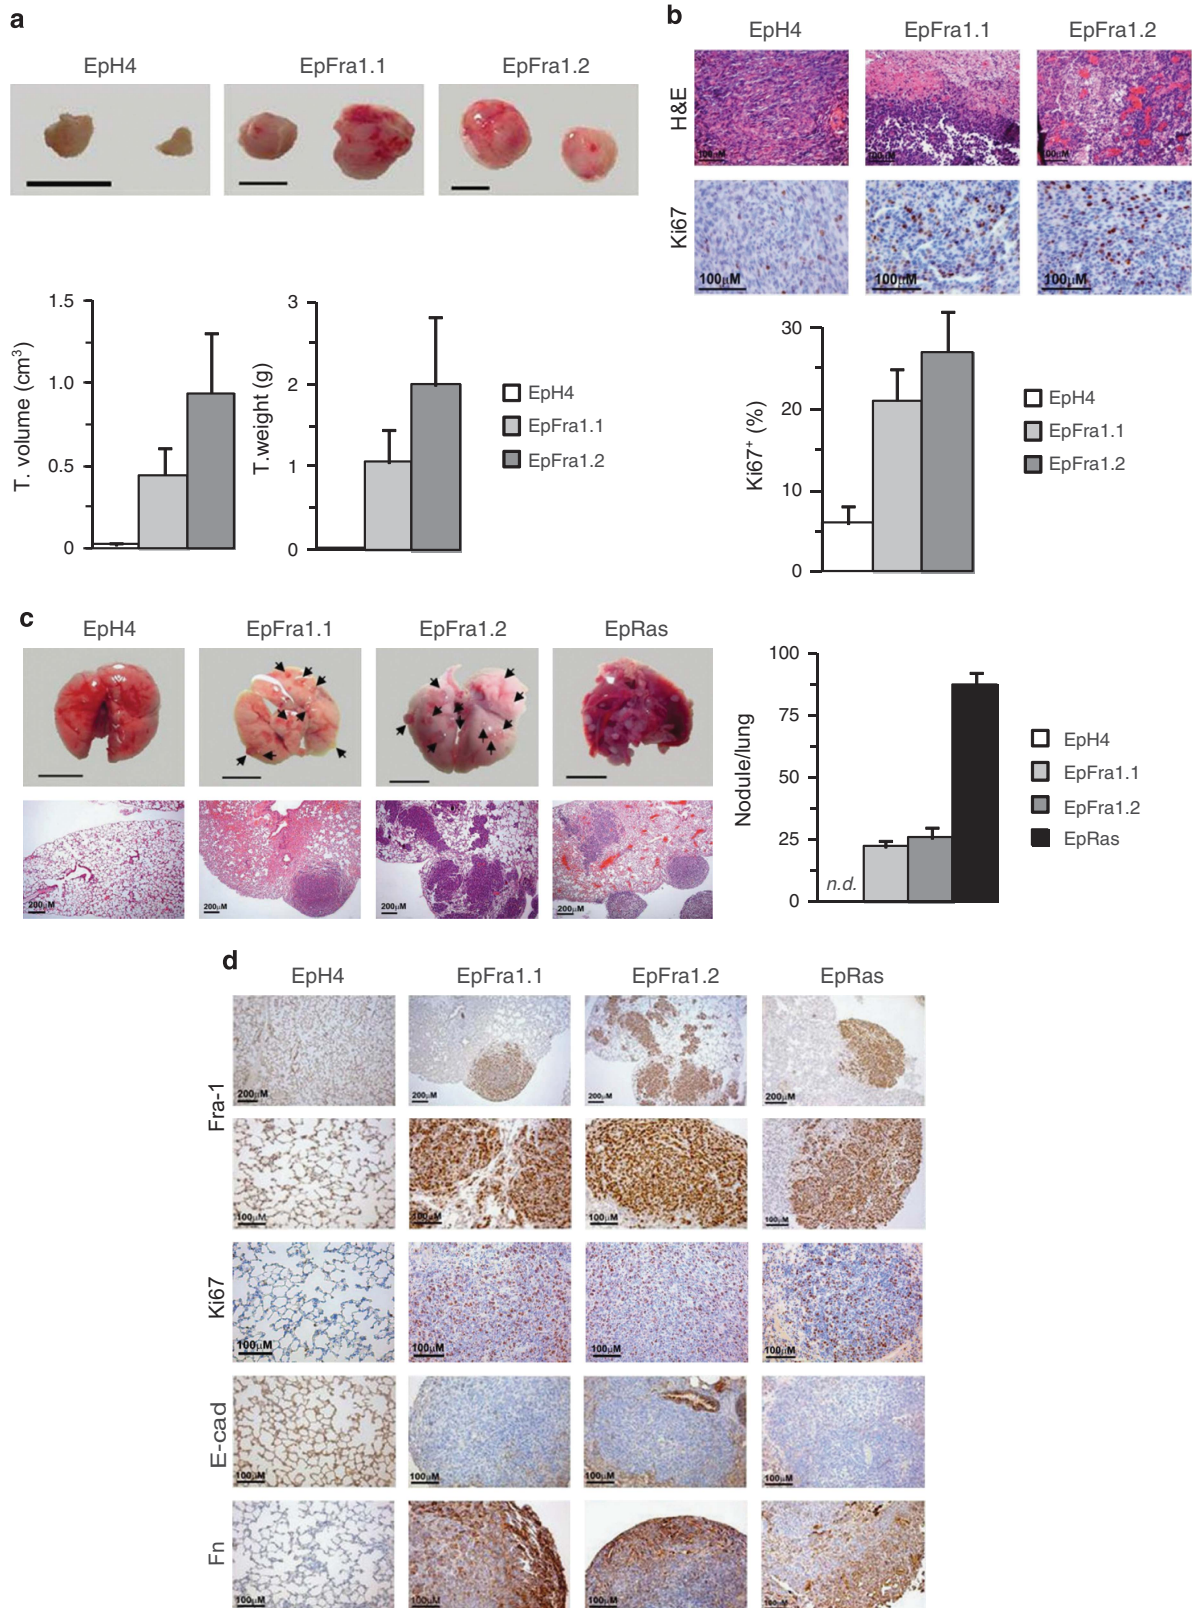 a
EpH4 EpFra1.1 EpFra1.2
T. volume (cm3)
1.5
1.0
0.5
0
T.weight (g)
3
2
1
0
EpH4
EpFra1.1
EpFra1.2
b
EpH4 EpFra1.1 EpFra1.2
H&E
100µM 100µM 100µM
Ki67
100µM 100µM 100µM
Ki67+ (%)
30
20
10
0
EpH4
EpFra1.1
EpFra1.2
c
EpH4 EpFra1.1 EpFra1.2 EpRas
200µM 200µM 200µM 200µM
Nodule/lung
100
75
50
25
0
n.d.
EpH4
EpFra1.1
EpFra1.2
EpRas
d
EpH4 EpFra1.1 EpFra1.2 EpRas
Fra-1
200µM 200µM 200µM 200µM
100µM 100µM 100µM 100µM
Ki67
100µM 100µM 100µM 100µM
E-cad
100µM 100µM 100µM 100µM
Fn
100µM 100µM 100µM 100µM